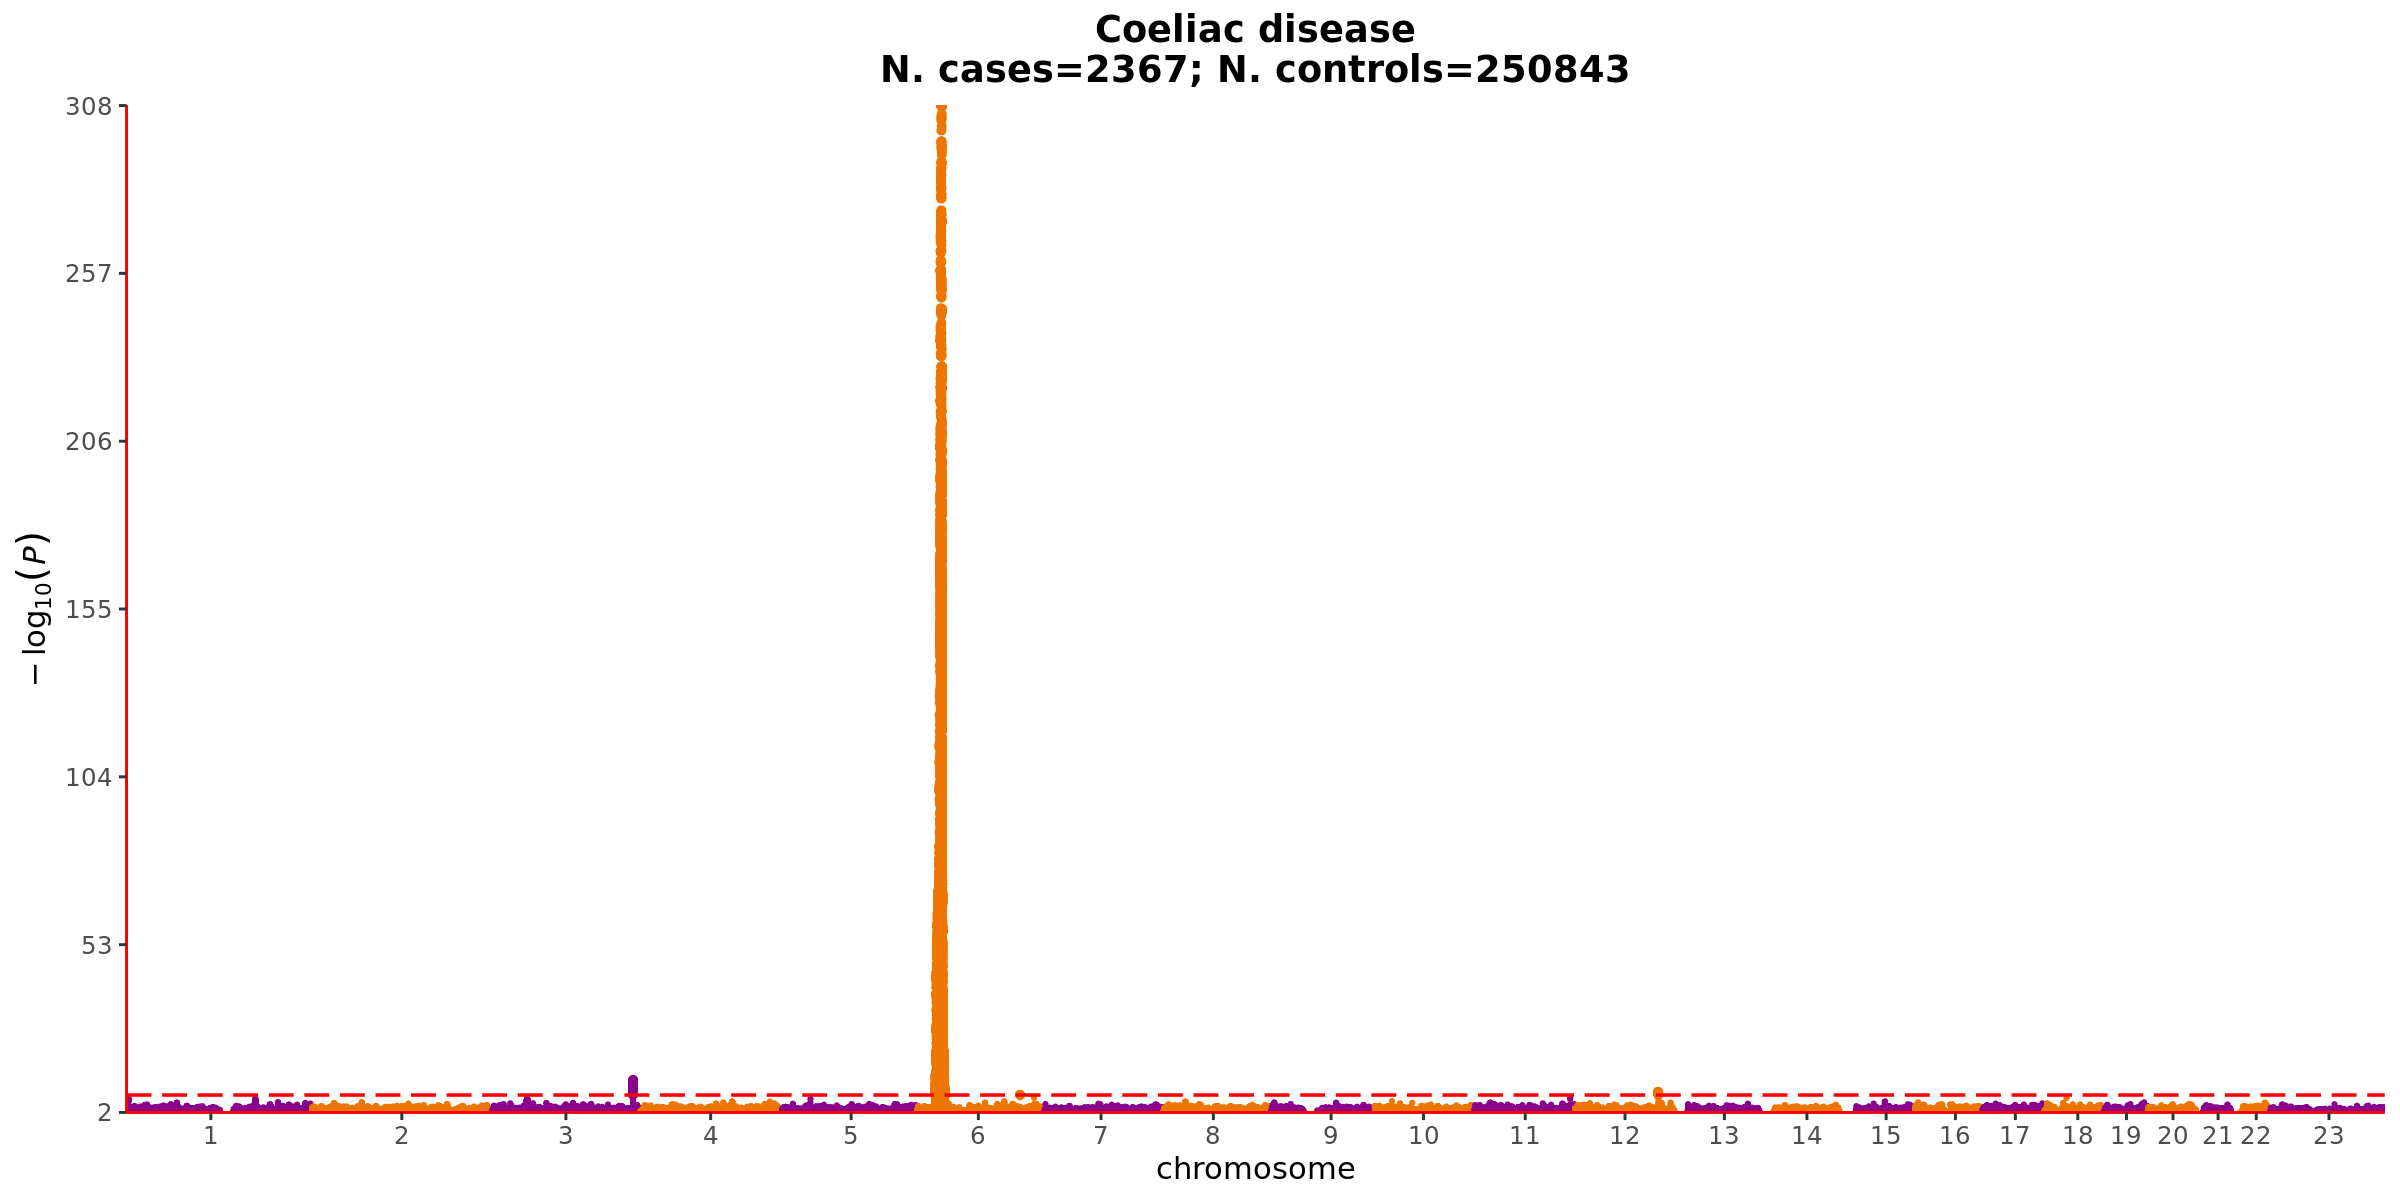 Coeliac disease
N. cases=2367; N. controls=250843
308
257
206
155
104
53
2
−log10(P)
1 2 3 4 5 6 7 8 9 10 11 12 13 14 15 16 17 18 19 20 21 22 23
chromosome